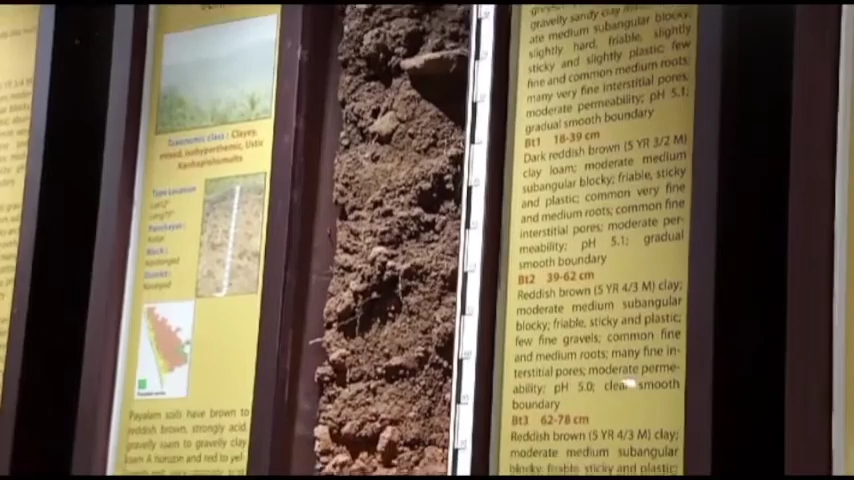 Taxonomic class : Clayey,
mixed, isohyperthemic, Ustic
Kanhaplohumults
Type Location
Panchayat :
Block :
District :
Payalam soils have brown to
reddish brown, strongly acid,
gravelly loam to gravelly clay
loam A horizon and red to yel-
gravelly sandy clay
ate medium subangular blocky,
slightly hard, friable, slightly
sticky and slightly plastic; few
fine and common medium roots;
many very fine interstitial pores,
moderate permeability; pH 5.1;
gradual smooth boundary
Bt1 18-39 cm
Dark reddish brown (5 YR 3/2 M)
clay loam; moderate medium
subangular blocky; friable, sticky
and plastic; common very fine
and medium roots; common fine
interstitial pores; moderate per-
meability; pH 5.1; gradual
smooth boundary
Bt2 39-62 cm
Reddish brown (5 YR 4/3 M) clay;
moderate medium subangular
blocky; friable, sticky and plastic;
few fine gravels; common fine
and medium roots; many fine in-
terstitial pores; moderate perme-
ability; pH 5.0; clear smooth
boundary
Bt3 62-78 cm
Reddish brown (5 YR 4/3 M) clay;
moderate medium subangular
blocky; friable, sticky and plastic;